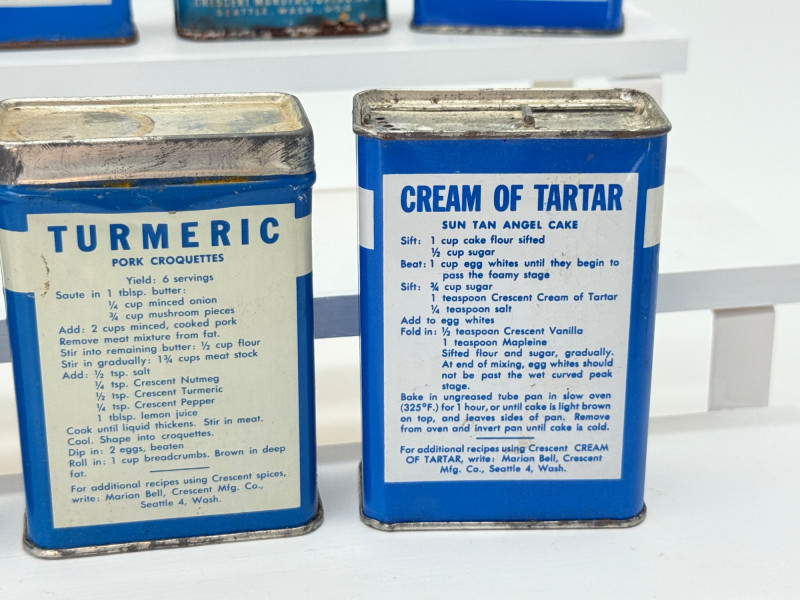 CRESCENT MANUFACTURING
SEATTLE, WASH. U.S.A.
TURMERIC
PORK CROQUETTES
Yield: 6 servings
Saute in 1 tblsp. butter:
¼ cup minced onion
¾ cup mushroom pieces
Add: 2 cups minced, cooked pork
Remove meat mixture from fat.
Stir into remaining butter: ½ cup flour
Stir in gradually: 1¾ cups meat stock
Add: ½ tsp. salt
¼ tsp. Crescent Nutmeg
½ tsp. Crescent Turmeric
¼ tsp. Crescent Pepper
1 tblsp. lemon juice
Cook until liquid thickens. Stir in meat.
Cool. Shape into croquettes.
Dip in: 2 eggs, beaten
Roll in: 1 cup breadcrumbs. Brown in deep
fat.
For additional recipes using Crescent spices,
write: Marian Bell, Crescent Mfg. Co.,
Seattle 4, Wash.
CREAM OF TARTAR
SUN TAN ANGEL CAKE
Sift: 1 cup cake flour sifted
½ cup sugar
Beat: 1 cup egg whites until they begin to
pass the foamy stage
Sift: ¾ cup sugar
1 teaspoon Crescent Cream of Tartar
¼ teaspoon salt
Add to egg whites
Fold in: ½ teaspoon Crescent Vanilla
1 teaspoon Mapleine
Sifted flour and sugar, gradually.
At end of mixing, egg whites should
not be past the wet curved peak
stage.
Bake in ungreased tube pan in slow oven
(325°F.) for 1 hour, or until cake is light brown
on top, and leaves sides of pan. Remove
from oven and invert pan until cake is cold.
For additional recipes using Crescent CREAM
OF TARTAR, write: Marian Bell, Crescent
Mfg. Co., Seattle 4, Wash.